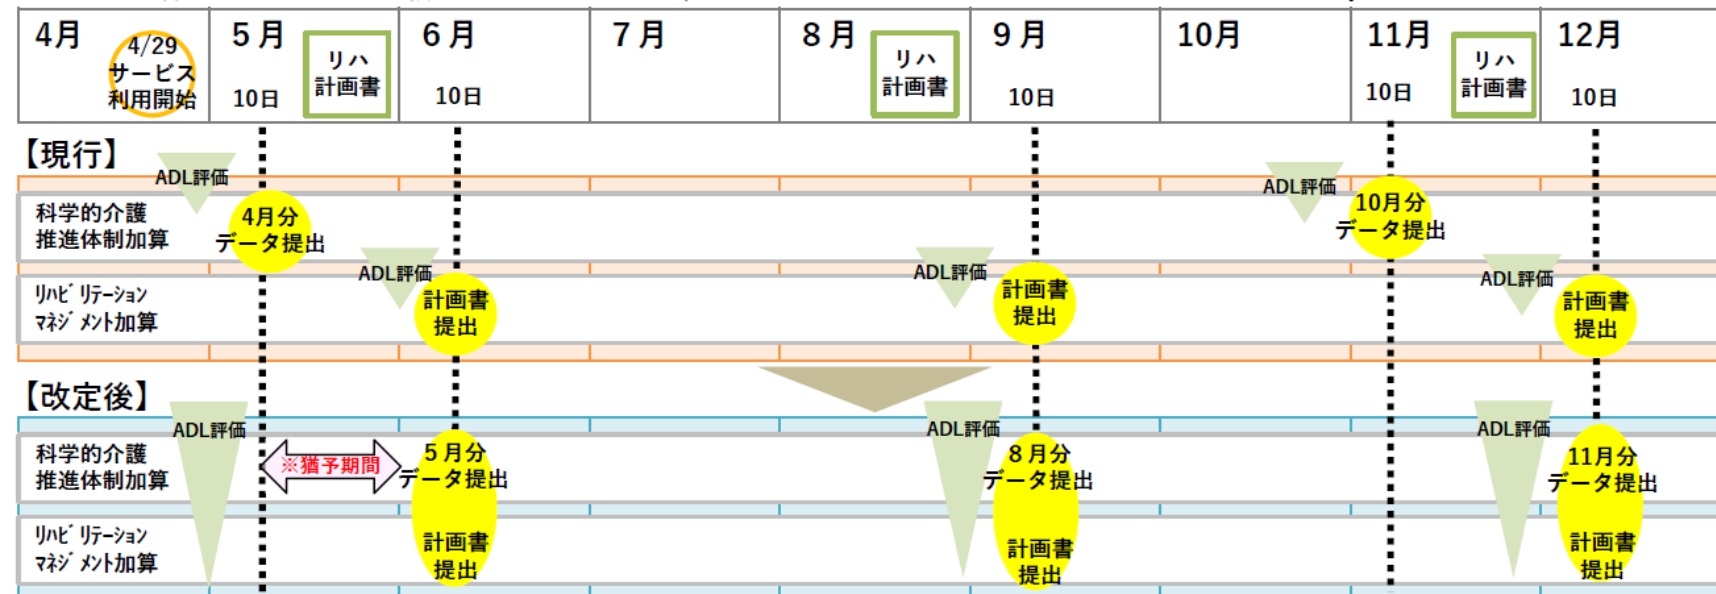 4月
4/29
サービス
利用開始
5月
10日
リハ
計画書
6月
10日
7月
8月
リハ
計画書
9月
10日
10月
11月
10日
リハ
計画書
12月
10日
【現行】
ADL評価
科学的介護
推進体制加算
4月分
データ提出
ADL評価
10月分
データ提出
リハビリテーション
マネジメント加算
ADL評価
計画書
提出
ADL評価
計画書
提出
ADL評価
計画書
提出
【改定後】
ADL評価
科学的介護
推進体制加算
※猶予期間
5月分
データ提出
ADL評価
8月分
データ提出
ADL評価
11月分
データ提出
リハビリテーション
マネジメント加算
計画書
提出
計画書
提出
計画書
提出